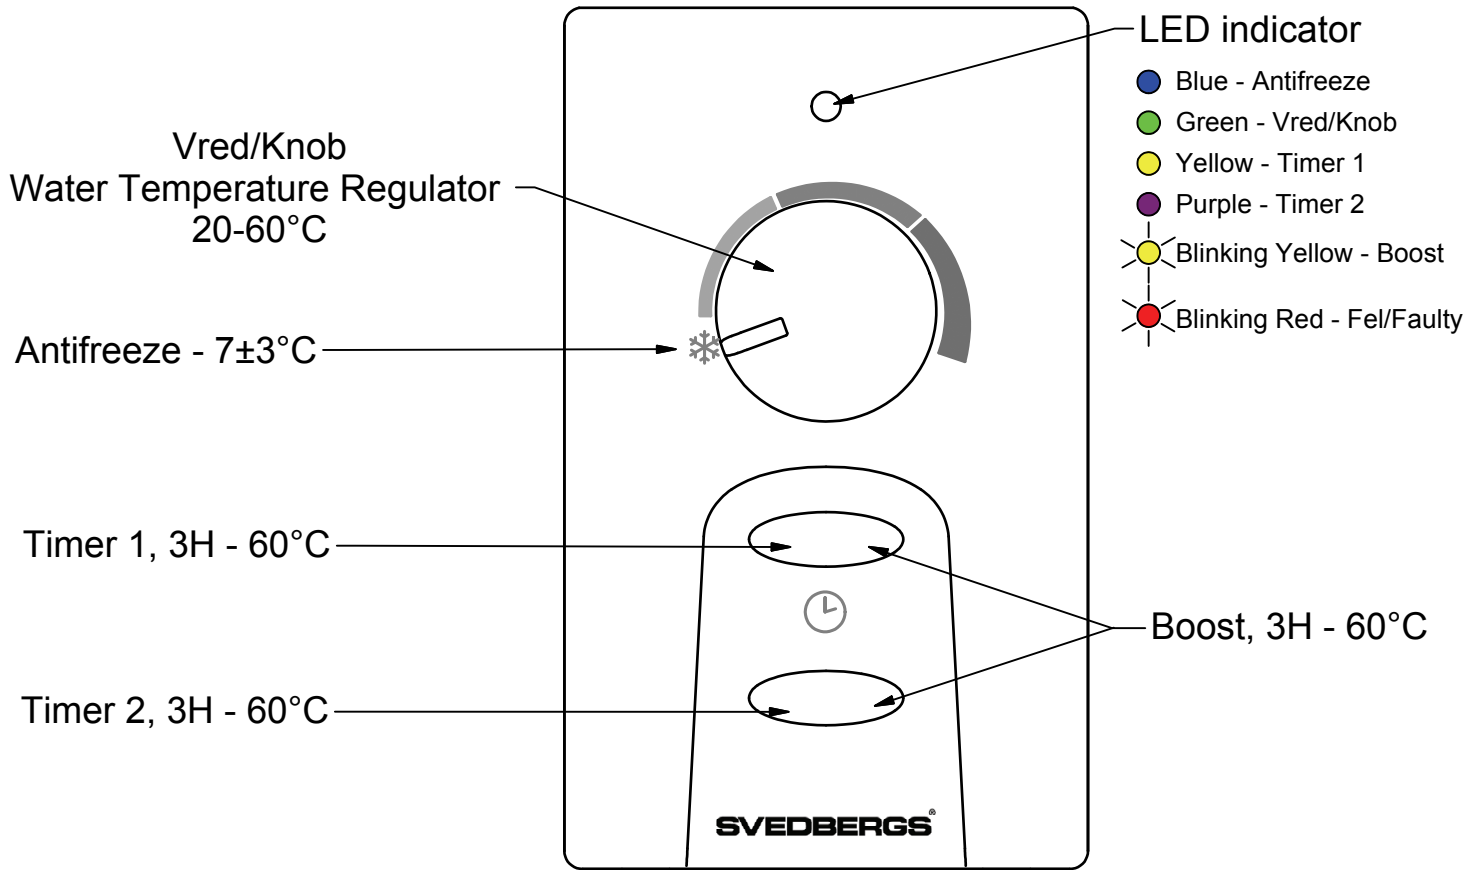 LED indicator
Blue - Antifreeze
Green - Vred/Knob
Yellow - Timer 1
Purple - Timer 2
Blinking Yellow - Boost
Blinking Red - Fel/Faulty
Vred/Knob
Water Temperature Regulator
20-60°C
Antifreeze - 7±3°C
Timer 1, 3H - 60°C
Boost, 3H - 60°C
Timer 2, 3H - 60°C
SVEDBERGS®